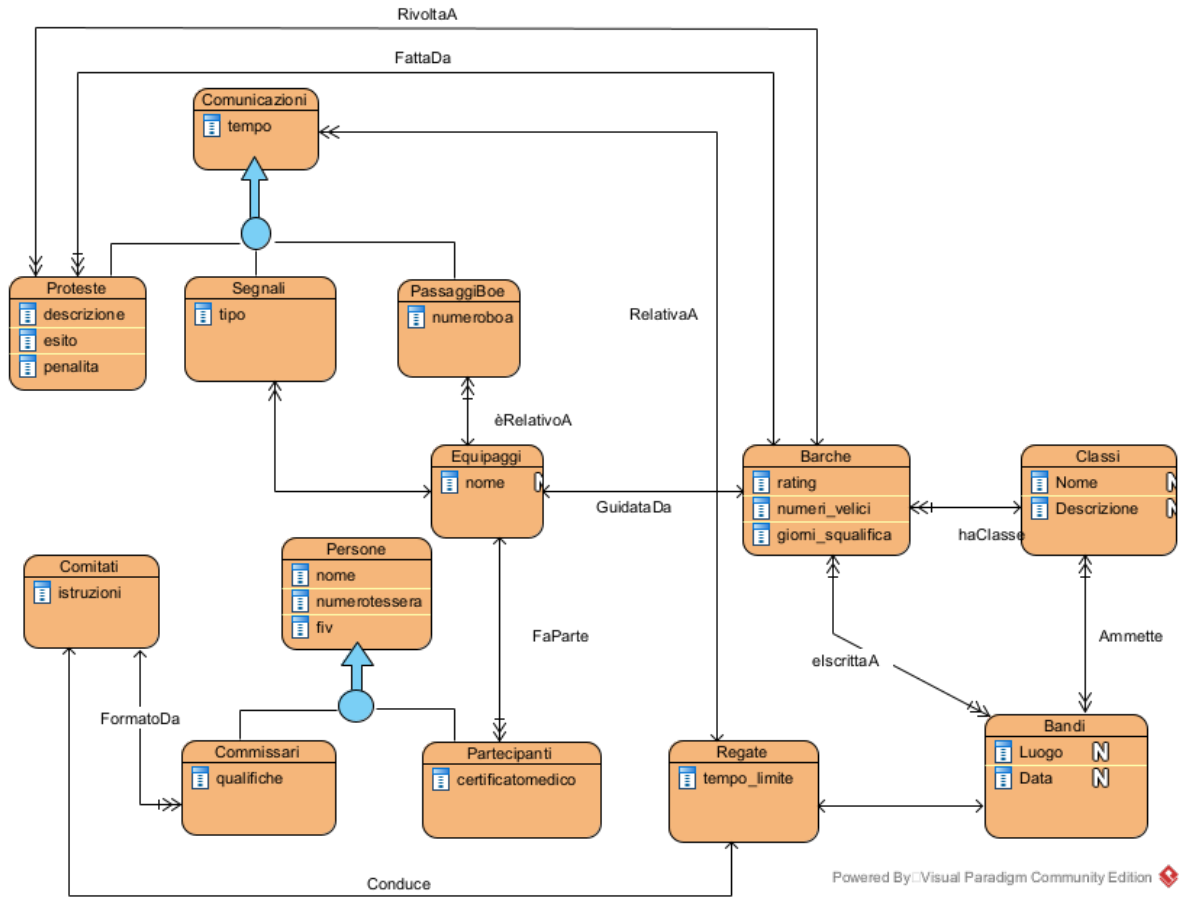 RivoltaA
FattaDa
Comunicazioni
tempo
Proteste
descrizione
esito
penalita
Segnali
tipo
PassaggiBoe
numeroboa
RelativaA
èRelativoA
Equipaggi
nome
GuidataDa
Barche
rating
numeri_velici
giorni_squalifica
haClasse
Classi
Nome
Descrizione
Comitati
istruzioni
Persone
nome
numerotessera
fiv
FaParte
Ammette
eIscrittaA
FormatoDa
Commissari
qualifiche
Partecipanti
certificatomedico
Regate
tempo_limite
Bandi
Luogo N
Data N
Conduce
Powered By Visual Paradigm Community Edition